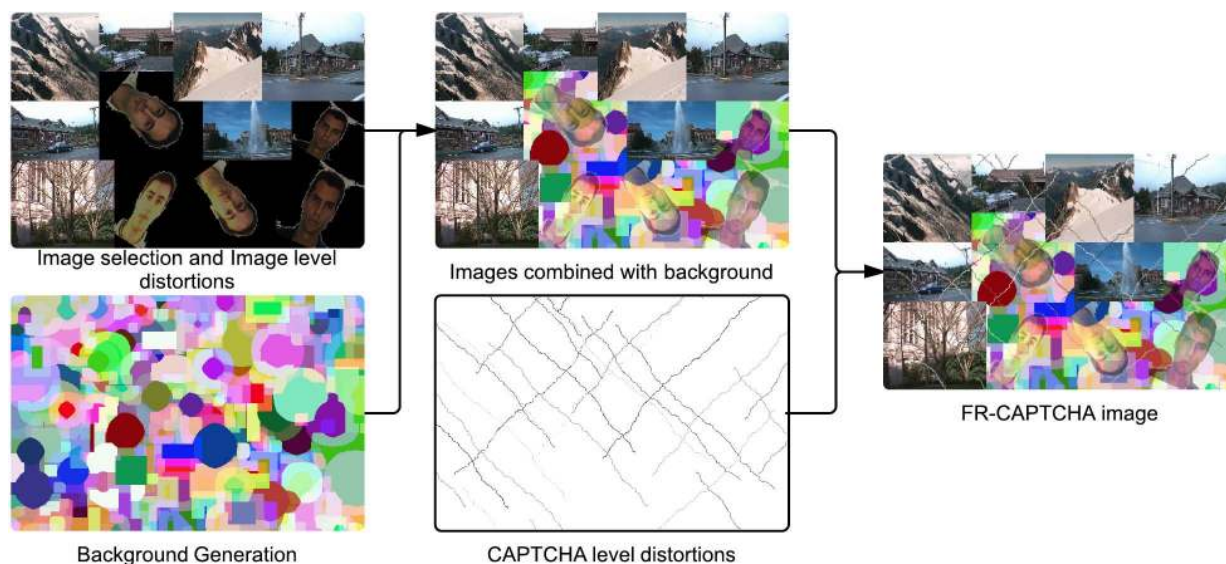 Image selection and Image level
distortions
Images combined with background
Background Generation
CAPTCHA level distortions
FR-CAPTCHA image